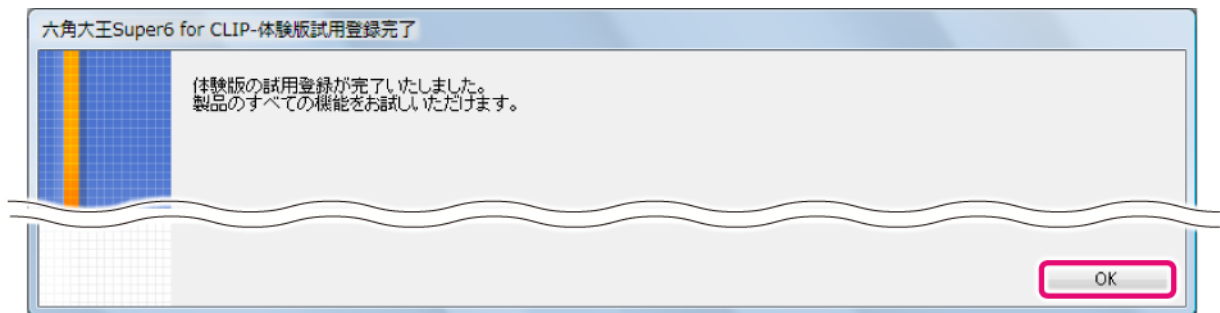 六角大王Super6 for CLIP-体験版試用登録完了
体験版の試用登録が完了いたしました。
製品のすべての機能をお試しいただけます。
OK